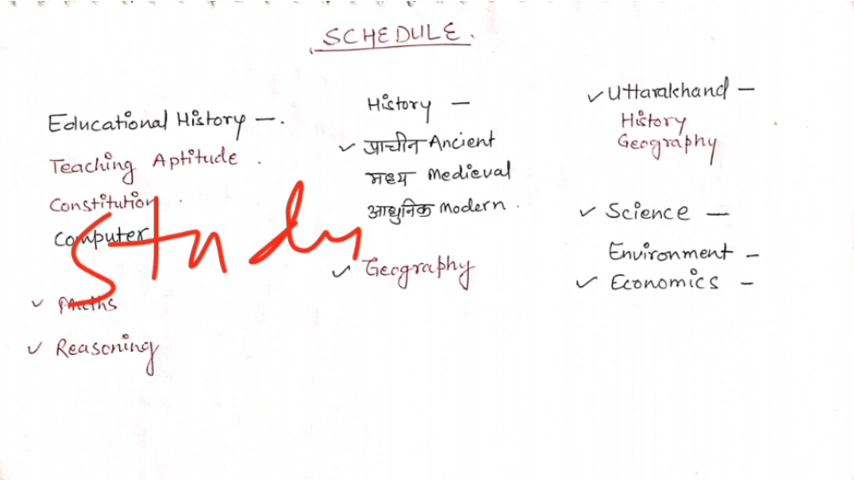 SCHEDULE.
Educational History -.
Teaching Aptitude .
Constitution
Computer
Study
✓ Maths
✓ Reasoning
History -
✓ प्राचीन Ancient
मध्य Medieval
आधुनिक Modern .
✓ Geography
✓ Uttarakhand -
History
Geography
✓ Science -
Environment -
✓ Economics -